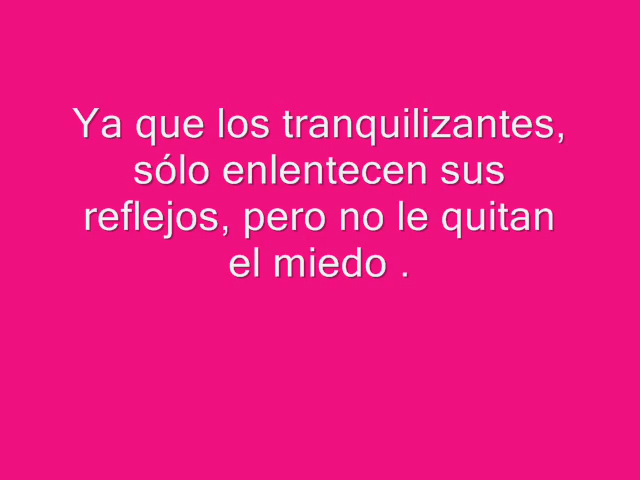 Ya que los tranquilizantes,
sólo enlentecen sus
reflejos, pero no le quitan
el miedo .